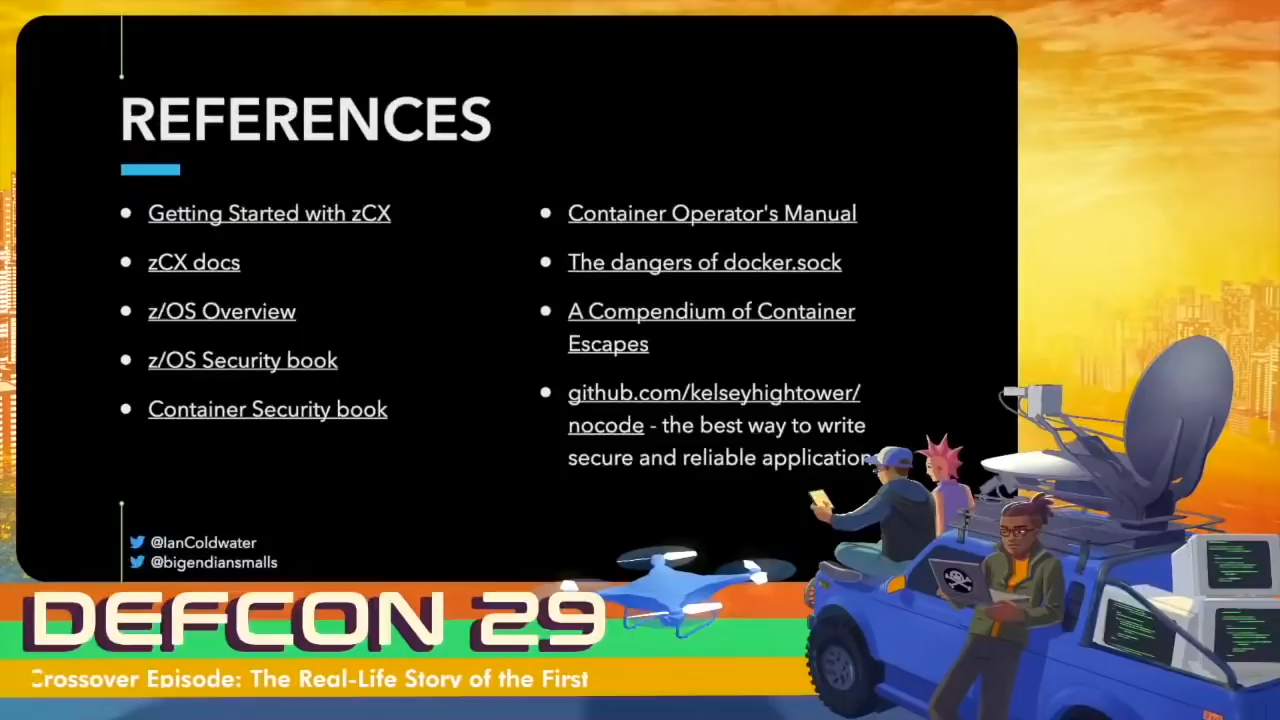 REFERENCES
Getting Started with zCX
zCX docs
z/OS Overview
z/OS Security book
Container Security book
Container Operator's Manual
The dangers of docker.sock
A Compendium of Container
Escapes
github.com/kelseyhightower/
nocode - the best way to write
secure and reliable application
@IanColdwater
@bigendiansmalls
DEFCON 29
Crossover Episode: The Real-Life Story of the First